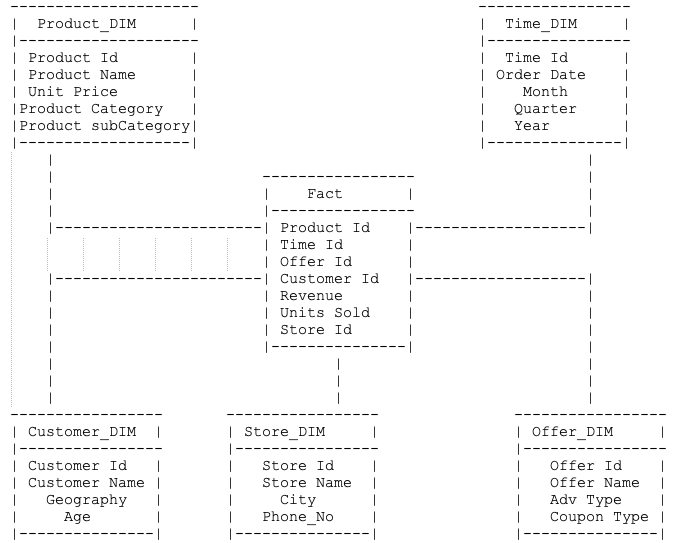 Product_DIM
Product Id
Product Name
Unit Price
Product Category
Product subCategory
Time_DIM
Time Id
Order Date
Month
Quarter
Year
Fact
Product Id
Time Id
Offer Id
Customer Id
Revenue
Units Sold
Store Id
Customer_DIM
Customer Id
Customer Name
Geography
Age
Store_DIM
Store Id
Store Name
City
Phone_No
Offer_DIM
Offer Id
Offer Name
Adv Type
Coupon Type